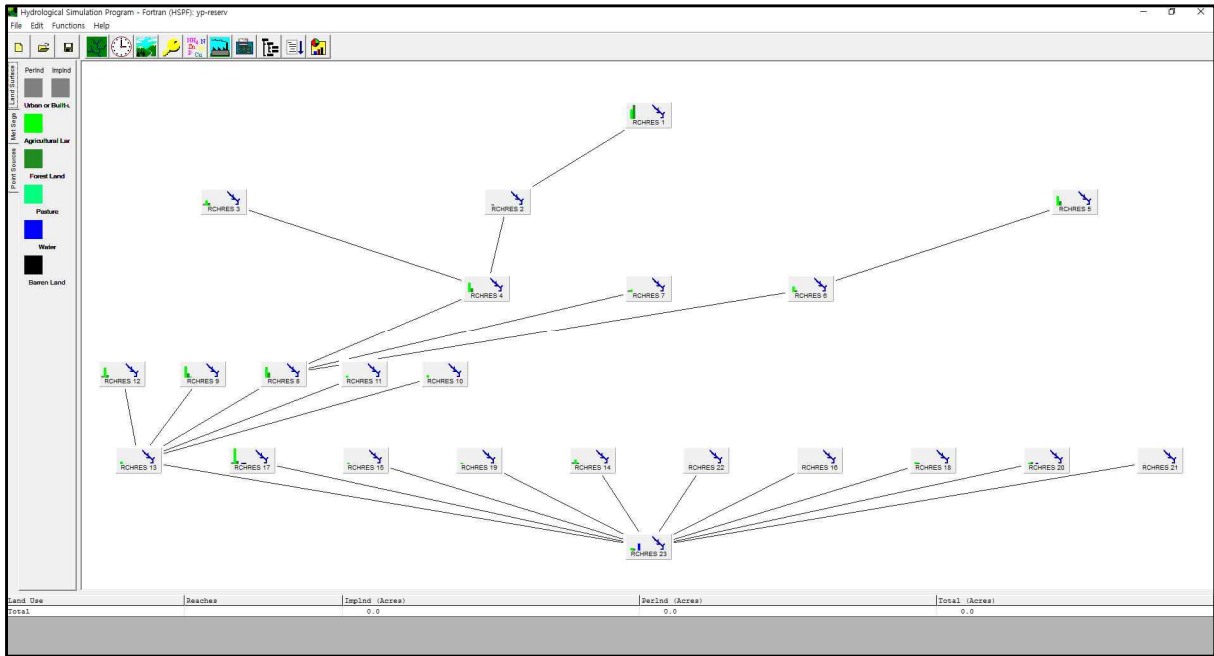 Hydrological Simulation Program - Fortran (HSPF): yp-reserv
File Edit Functions Help
NH4 N
Zn
P Cu
Land Surface
Met Segs
Point Sources
Perlnd Implnd
Urban or Built-u
Agricultural Lar
Forest Land
Pasture
Water
Barren Land
RCHRES 1
RCHRES 3 RCHRES 2 RCHRES 5
RCHRES 4 RCHRES 7 RCHRES 6
RCHRES 12 RCHRES 9 RCHRES 8 RCHRES 11 RCHRES 10
RCHRES 13 RCHRES 17 RCHRES 15 RCHRES 19 RCHRES 14 RCHRES 22 RCHRES 16 RCHRES 18 RCHRES 20 RCHRES 21
RCHRES 23
Land Use Reaches Implnd (Acres) Perlnd (Acres) Total (Acres)
Total 0.0 0.0 0.0